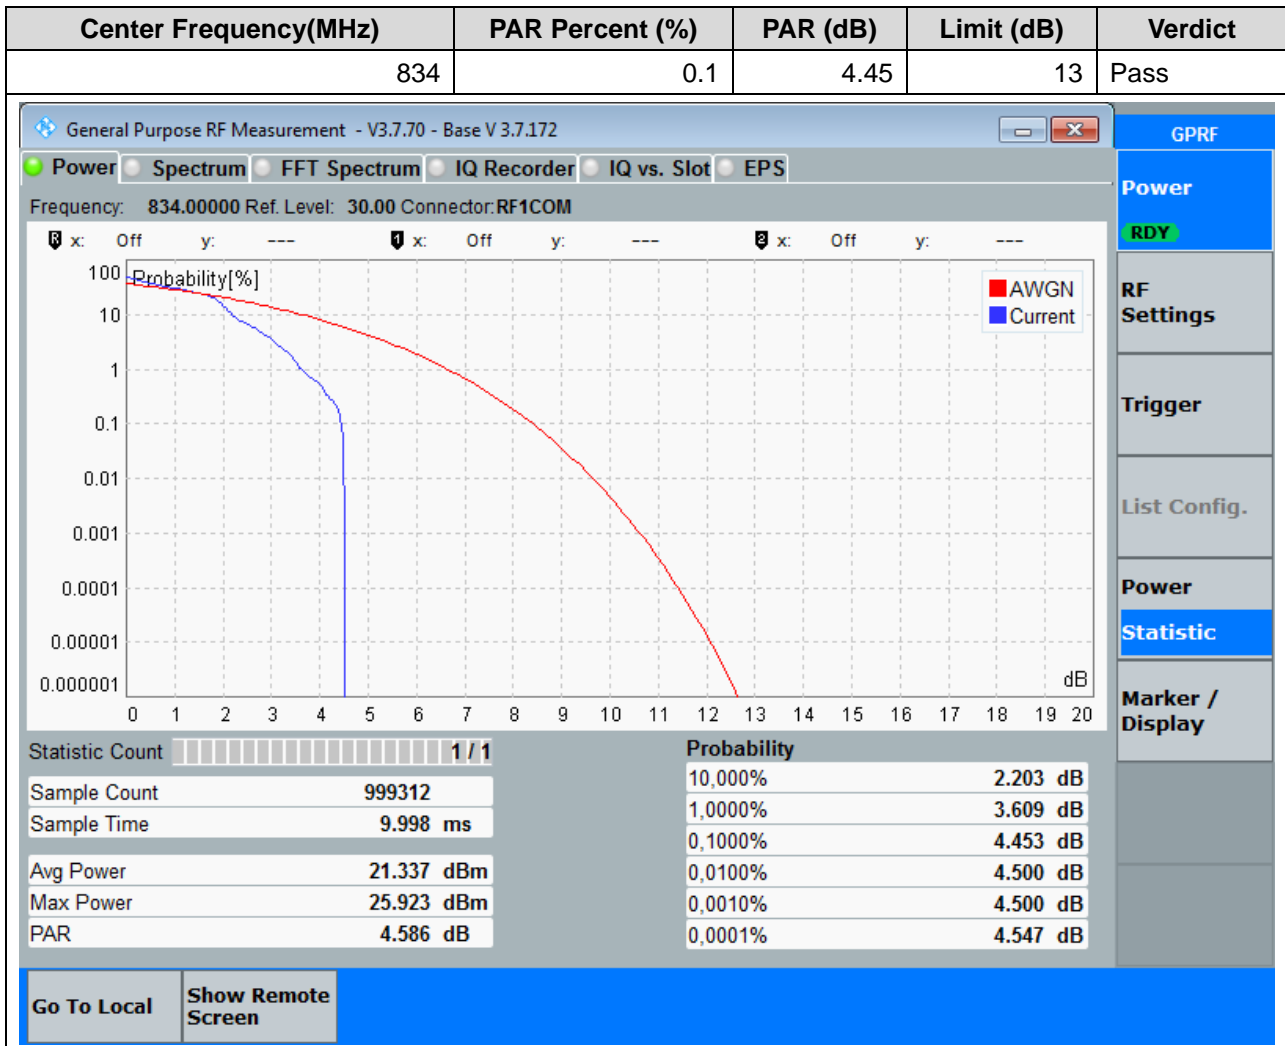 Center Frequency(MHz) PAR Percent (%) PAR (dB) Limit (dB) Verdict
834 0.1 4.45 13 Pass
General Purpose RF Measurement - V3.7.70 - Base V 3.7.172
GPRF
Power Spectrum FFT Spectrum IQ Recorder IQ vs. Slot EPS
Frequency: 834.00000 Ref. Level: 30.00 Connector:RF1COM
R x: Off y: --- 1 x: Off y: --- 2 x: Off y: ---
Probability[%]
100
10
1
0.1
0.01
0.001
0.0001
0.00001
0.000001
AWGN
Current
dB
0 1 2 3 4 5 6 7 8 9 10 11 12 13 14 15 16 17 18 19 20
Statistic Count 1 / 1
Sample Count 999312
Sample Time 9.998 ms
Avg Power 21.337 dBm
Max Power 25.923 dBm
PAR 4.586 dB
Probability
10,000% 2.203 dB
1,0000% 3.609 dB
0,1000% 4.453 dB
0,0100% 4.500 dB
0,0010% 4.500 dB
0,0001% 4.547 dB
Power
RDY
RF
Settings
Trigger
List Config.
Power
Statistic
Marker /
Display
Go To Local
Show Remote
Screen